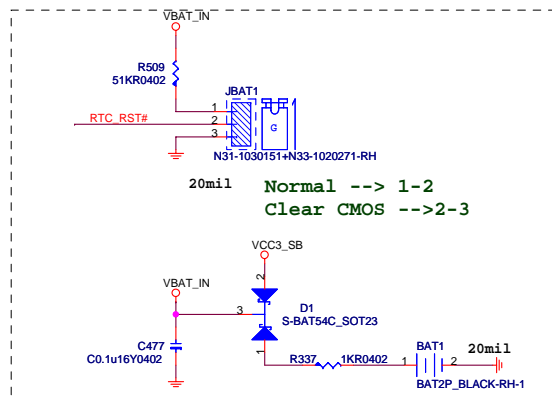 VBAT_IN
R509
51KR0402
JBAT1
RTC_RST#
1
2
3
G
N31-1030151+N33-1020271-RH
20mil
Normal --> 1-2
Clear CMOS -->2-3
VCC3_SB
VBAT_IN
2
3
D1
S-BAT54C_SOT23
C477
C0.1u16Y0402
1
R337
1KR0402
BAT1
1
2
20mil
BAT2P_BLACK-RH-1